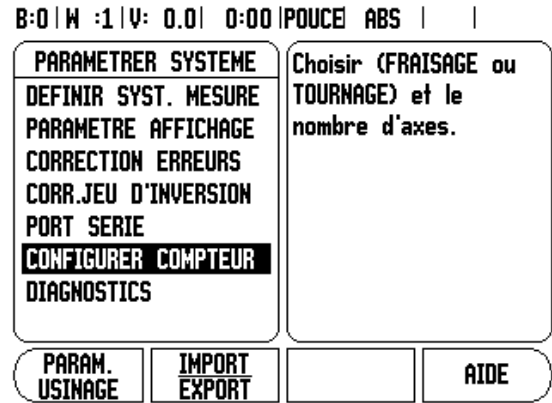 B:0 | W :1 | V: 0.0 | 0:00 |POUCE| ABS | |
PARAMETRER SYSTEME
DEFINIR SYST. MESURE
PARAMETRE AFFICHAGE
CORRECTION ERREURS
CORR.JEU D'INVERSION
PORT SERIE
CONFIGURER COMPTEUR
DIAGNOSTICS
Choisir (FRAISAGE ou
TOURNAGE) et le
nombre d'axes.
PARAM.
USINAGE
IMPORT
EXPORT
AIDE